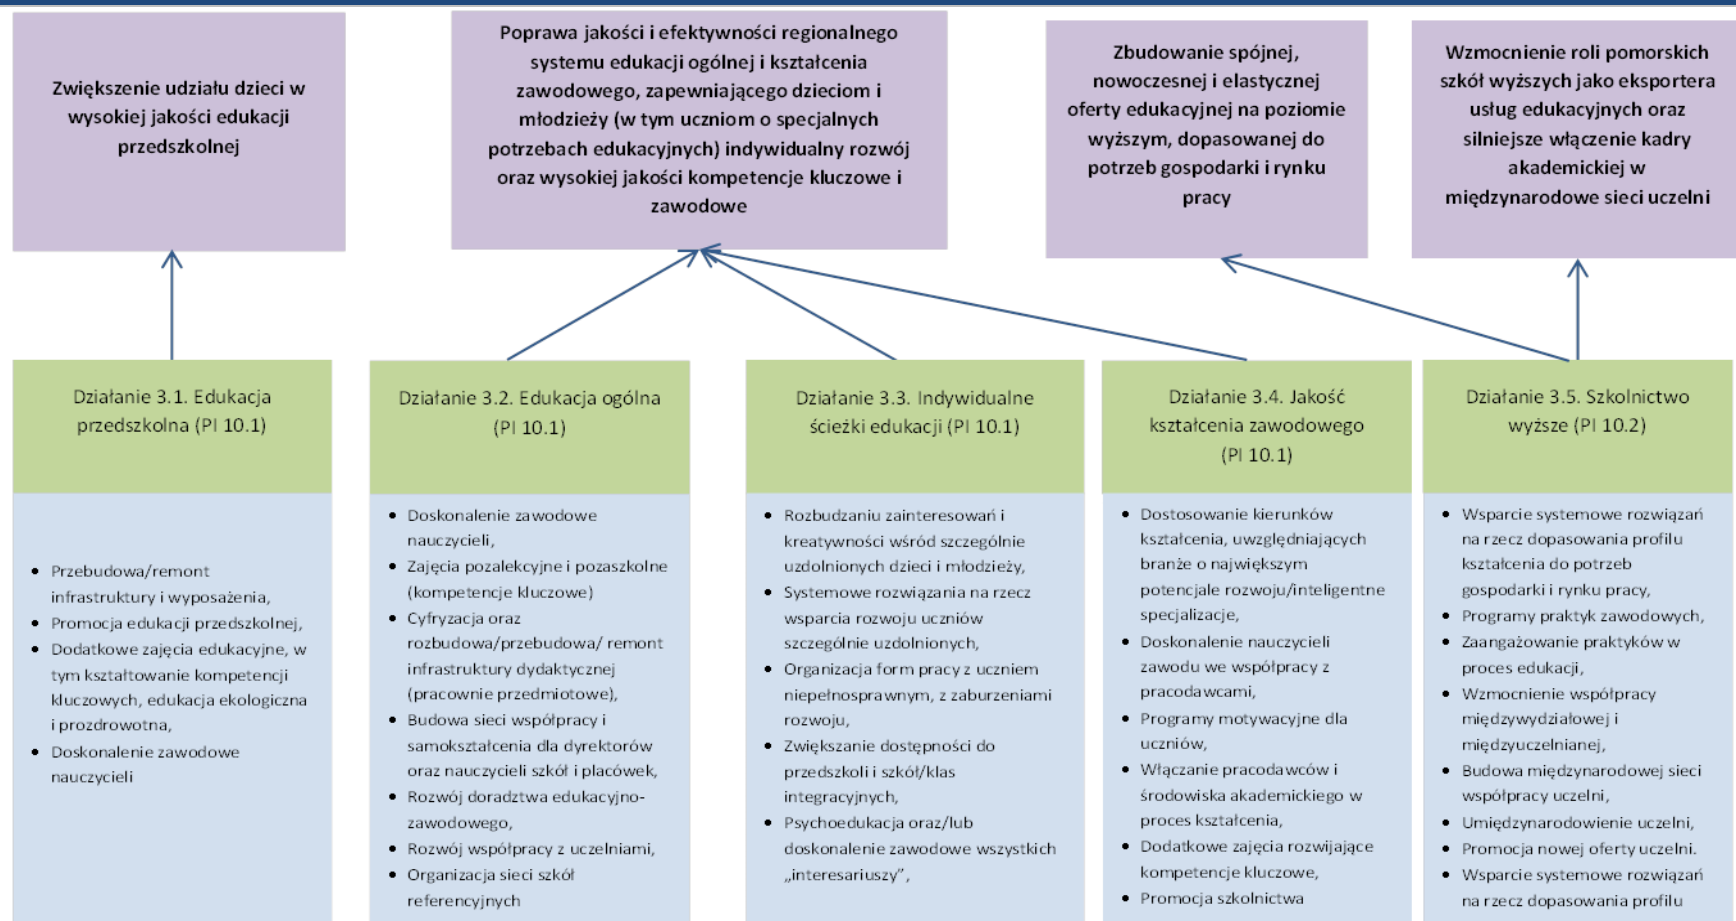 Zwiększenie udziału dzieci w
wysokiej jakości edukacji
przedszkolnej
Poprawa jakości i efektywności regionalnego
systemu edukacji ogólnej i kształcenia
zawodowego, zapewniającego dzieciom i
młodzieży (w tym uczniom o specjalnych
potrzebach edukacyjnych) indywidualny rozwój
oraz wysokiej jakości kompetencje kluczowe i
zawodowe
Zbudowanie spójnej,
nowoczesnej i elastycznej
oferty edukacyjnej na poziomie
wyższym, dopasowanej do
potrzeb gospodarki i rynku
pracy
Wzmocnienie roli pomorskich
szkół wyższych jako eksportera
usług edukacyjnych oraz
silniejsze włączenie kadry
akademickiej w
międzynarodowe sieci uczelni
Działanie 3.1. Edukacja
przedszkolna (PI 10.1)
• Przebudowa/remont
infrastruktury i wyposażenia,
• Promocja edukacji przedszkolnej,
• Dodatkowe zajęcia edukacyjne, w
tym kształtowanie kompetencji
kluczowych, edukacja ekologiczna
i prozdrowotna,
• Doskonalenie zawodowe
nauczycieli
Działanie 3.2. Edukacja ogólna
(PI 10.1)
• Doskonalenie zawodowe
nauczycieli,
• Zajęcia pozalekcyjne i pozaszkolne
(kompetencje kluczowe)
• Cyfryzacja oraz
rozbudowa/przebudowa/ remont
infrastruktury dydaktycznej
(pracownie przedmiotowe),
• Budowa sieci współpracy i
samokształcenia dla dyrektorów
oraz nauczycieli szkół i placówek,
• Rozwój doradztwa edukacyjno-
zawodowego,
• Rozwój współpracy z uczelniami,
• Organizacja sieci szkół
referencyjnych
Działanie 3.3. Indywidualne
ścieżki edukacji (PI 10.1)
• Rozbudzaniu zainteresowań i
kreatywności wśród szczególnie
uzdolnionych dzieci i młodzieży,
• Systemowe rozwiązania na rzecz
wsparcia rozwoju uczniów
szczególnie uzdolnionych,
• Organizacja form pracy z uczniem
niepełnosprawnym, z zaburzeniami
rozwoju,
• Zwiększanie dostępności do
przedszkoli i szkół/klas
integracyjnych,
• Psychoedukacja oraz/lub
doskonalenie zawodowe wszystkich
„interesariuszy”,
Działanie 3.4. Jakość
kształcenia zawodowego
(PI 10.1)
• Dostosowanie kierunków
kształcenia, uwzględniających
branże o największym
potencjale rozwoju/inteligentne
specjalizacje,
• Doskonalenie nauczycieli
zawodu we współpracy z
pracodawcami,
• Programy motywacyjne dla
uczniów,
• Włączanie pracodawców i
środowiska akademickiego w
proces kształcenia,
• Dodatkowe zajęcia rozwijające
kompetencje kluczowe,
• Promocja szkolnictwa
Działanie 3.5. Szkolnictwo
wyższe (PI 10.2)
• Wsparcie systemowe rozwiązań
na rzecz dopasowania profilu
kształcenia do potrzeb
gospodarki i rynku pracy,
• Programy praktyk zawodowych,
• Zaangażowanie praktyków w
proces edukacji,
• Wzmocnienie współpracy
międzywydziałowej i
międzyuczelnianej,
• Budowa międzynarodowej sieci
współpracy uczelni,
• Umiędzynarodowienie uczelni,
• Promocja nowej oferty uczelni.
• Wsparcie systemowe rozwiązań
na rzecz dopasowania profilu